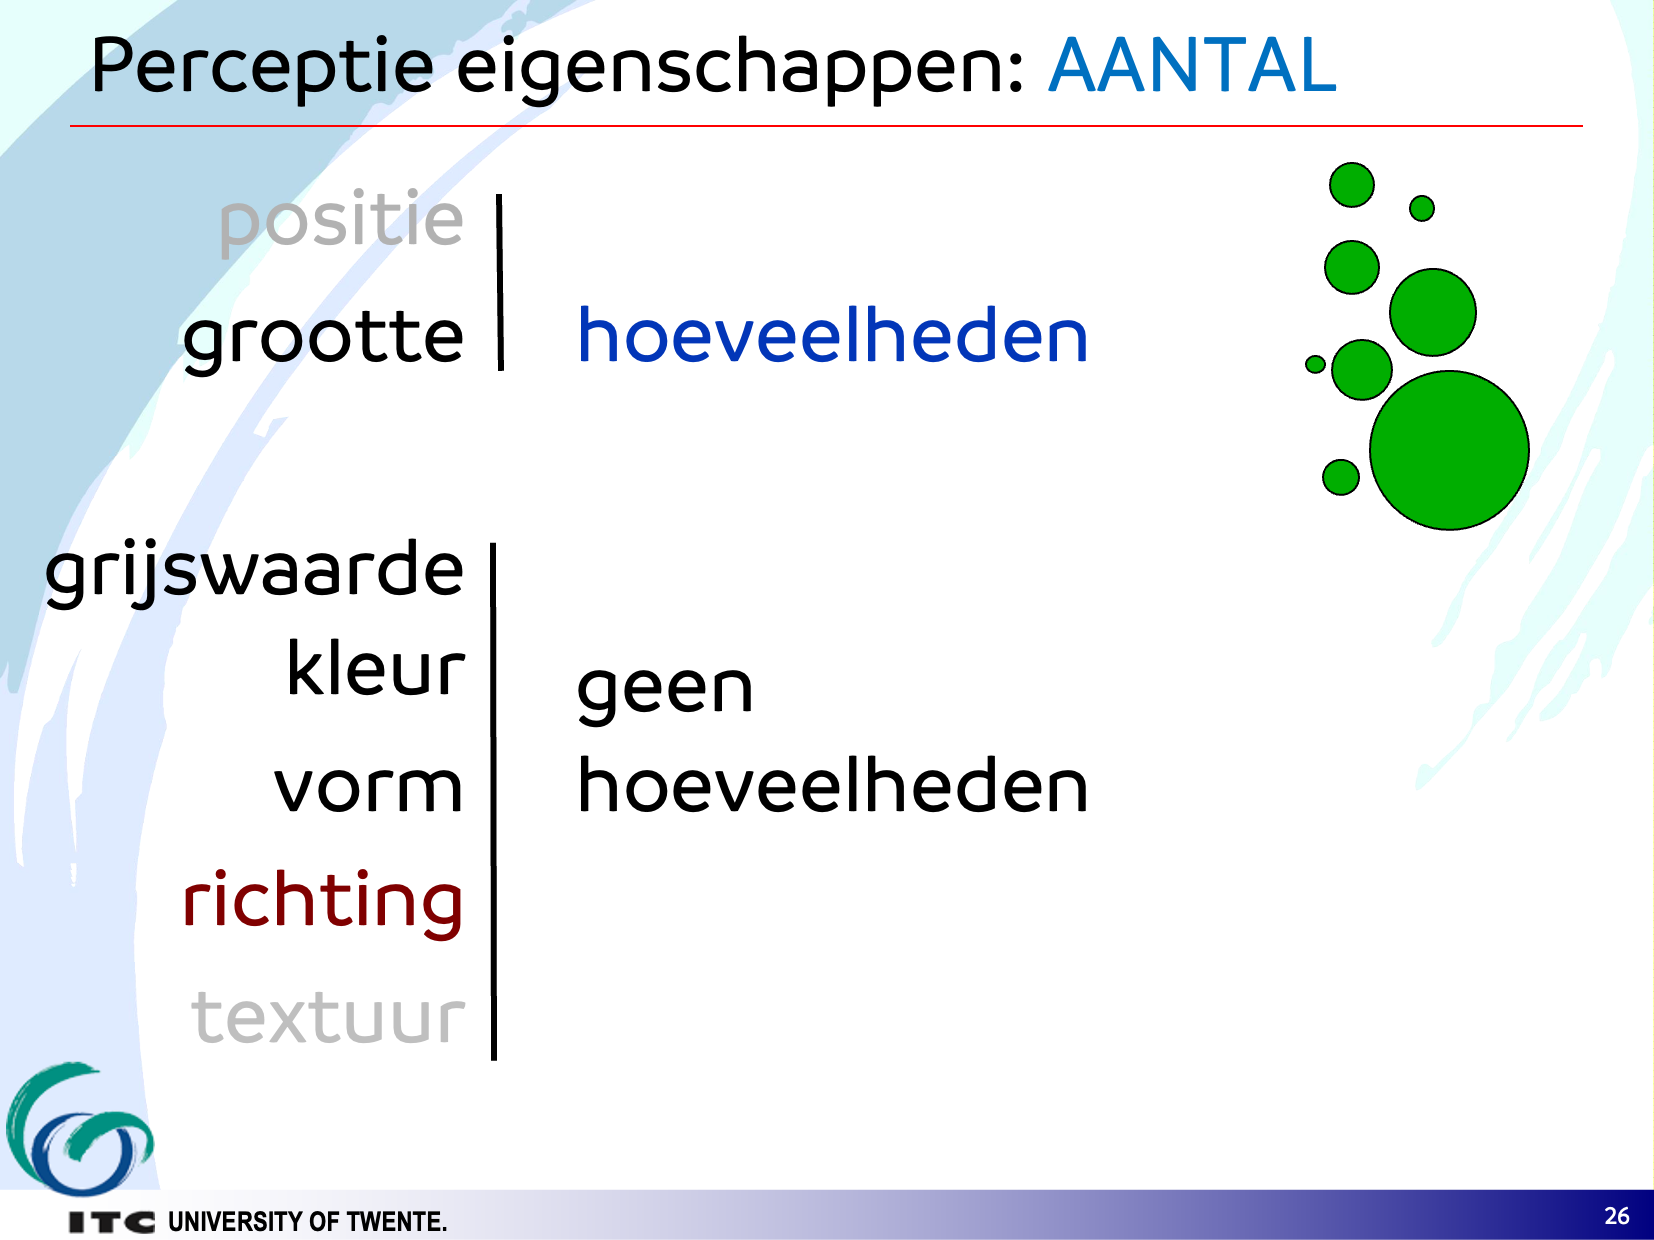 Perceptie eigenschappen: AANTAL
positie
grootte
hoeveelheden
grijswaarde
kleur
vorm
richting
textuur
geen
hoeveelheden
ITC UNIVERSITY OF TWENTE.
26